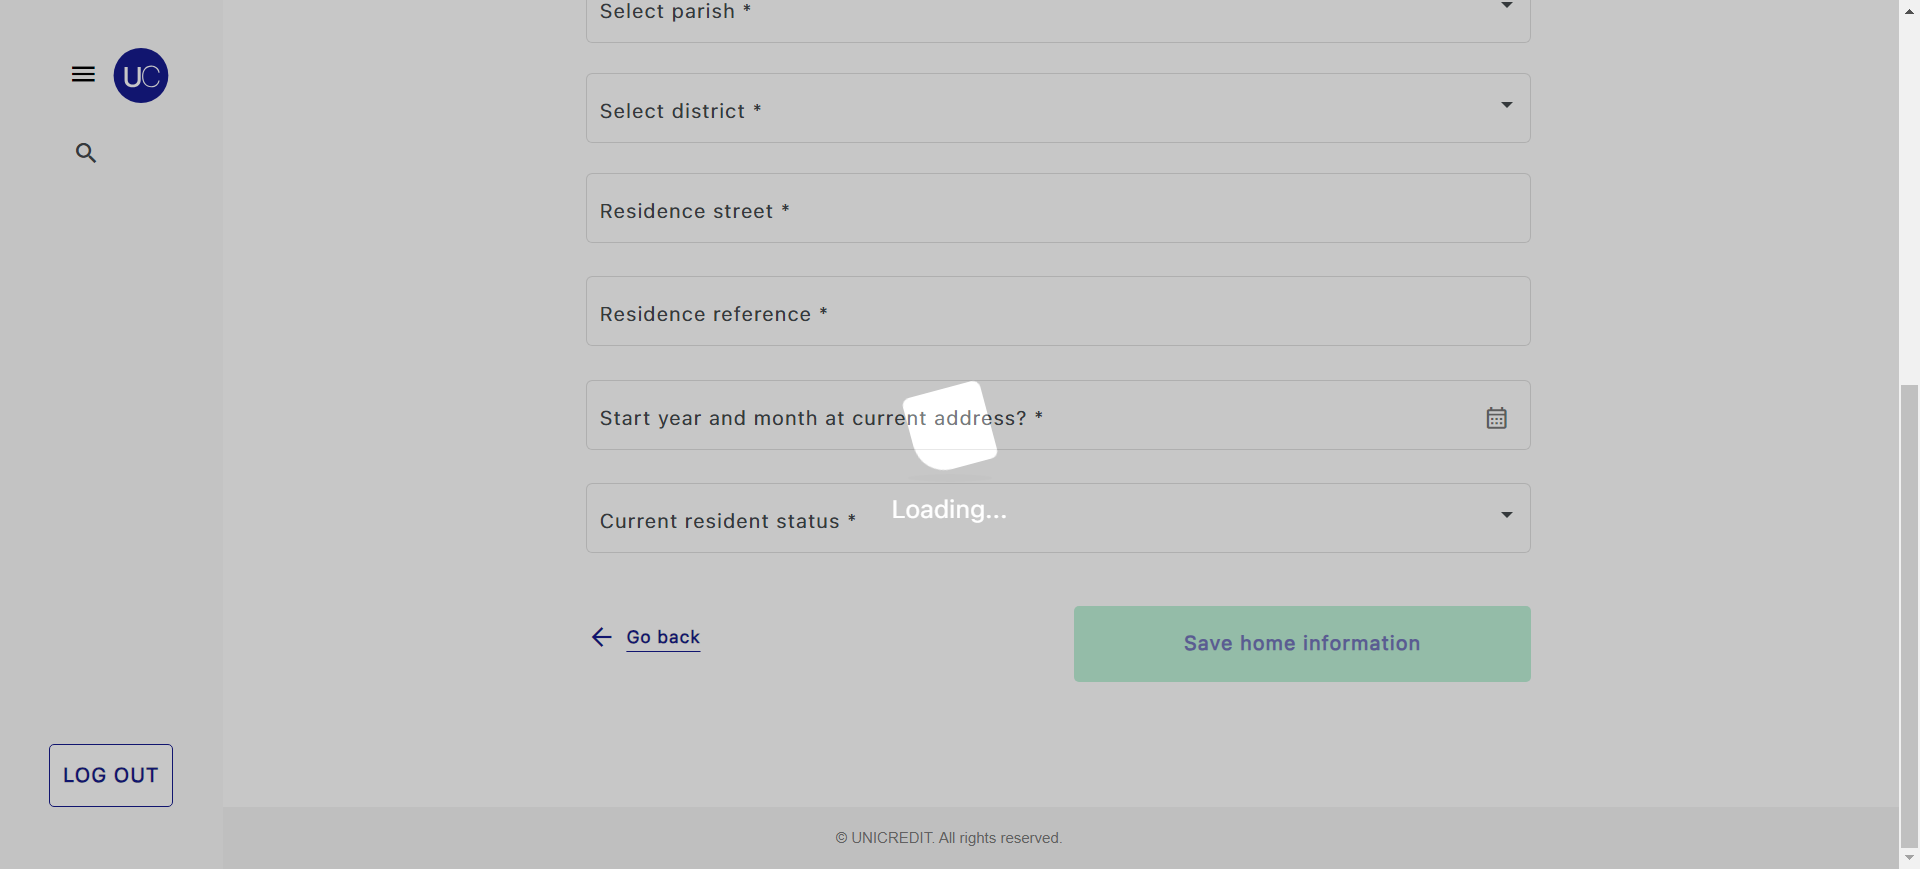 Select parish *
UC
Select district *
Residence street *
Residence reference *
Start year and month at current address? *
Loading...
Current resident status *
Go back
Save home information
LOG OUT
© UNICREDIT. All rights reserved.